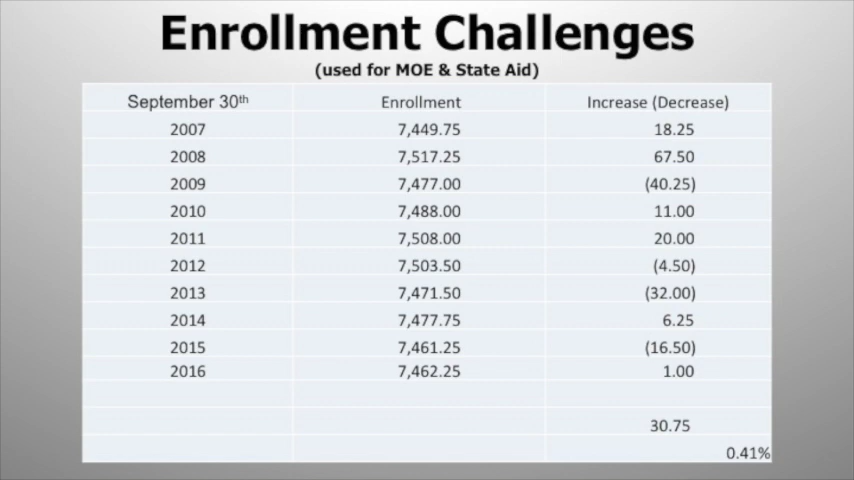 Enrollment Challenges
(used for MOE & State Aid)
September 30th Enrollment Increase (Decrease)
2007 7,449.75 18.25
2008 7,517.25 67.50
2009 7,477.00 (40.25)
2010 7,488.00 11.00
2011 7,508.00 20.00
2012 7,503.50 (4.50)
2013 7,471.50 (32.00)
2014 7,477.75 6.25
2015 7,461.25 (16.50)
2016 7,462.25 1.00
30.75
0.41%